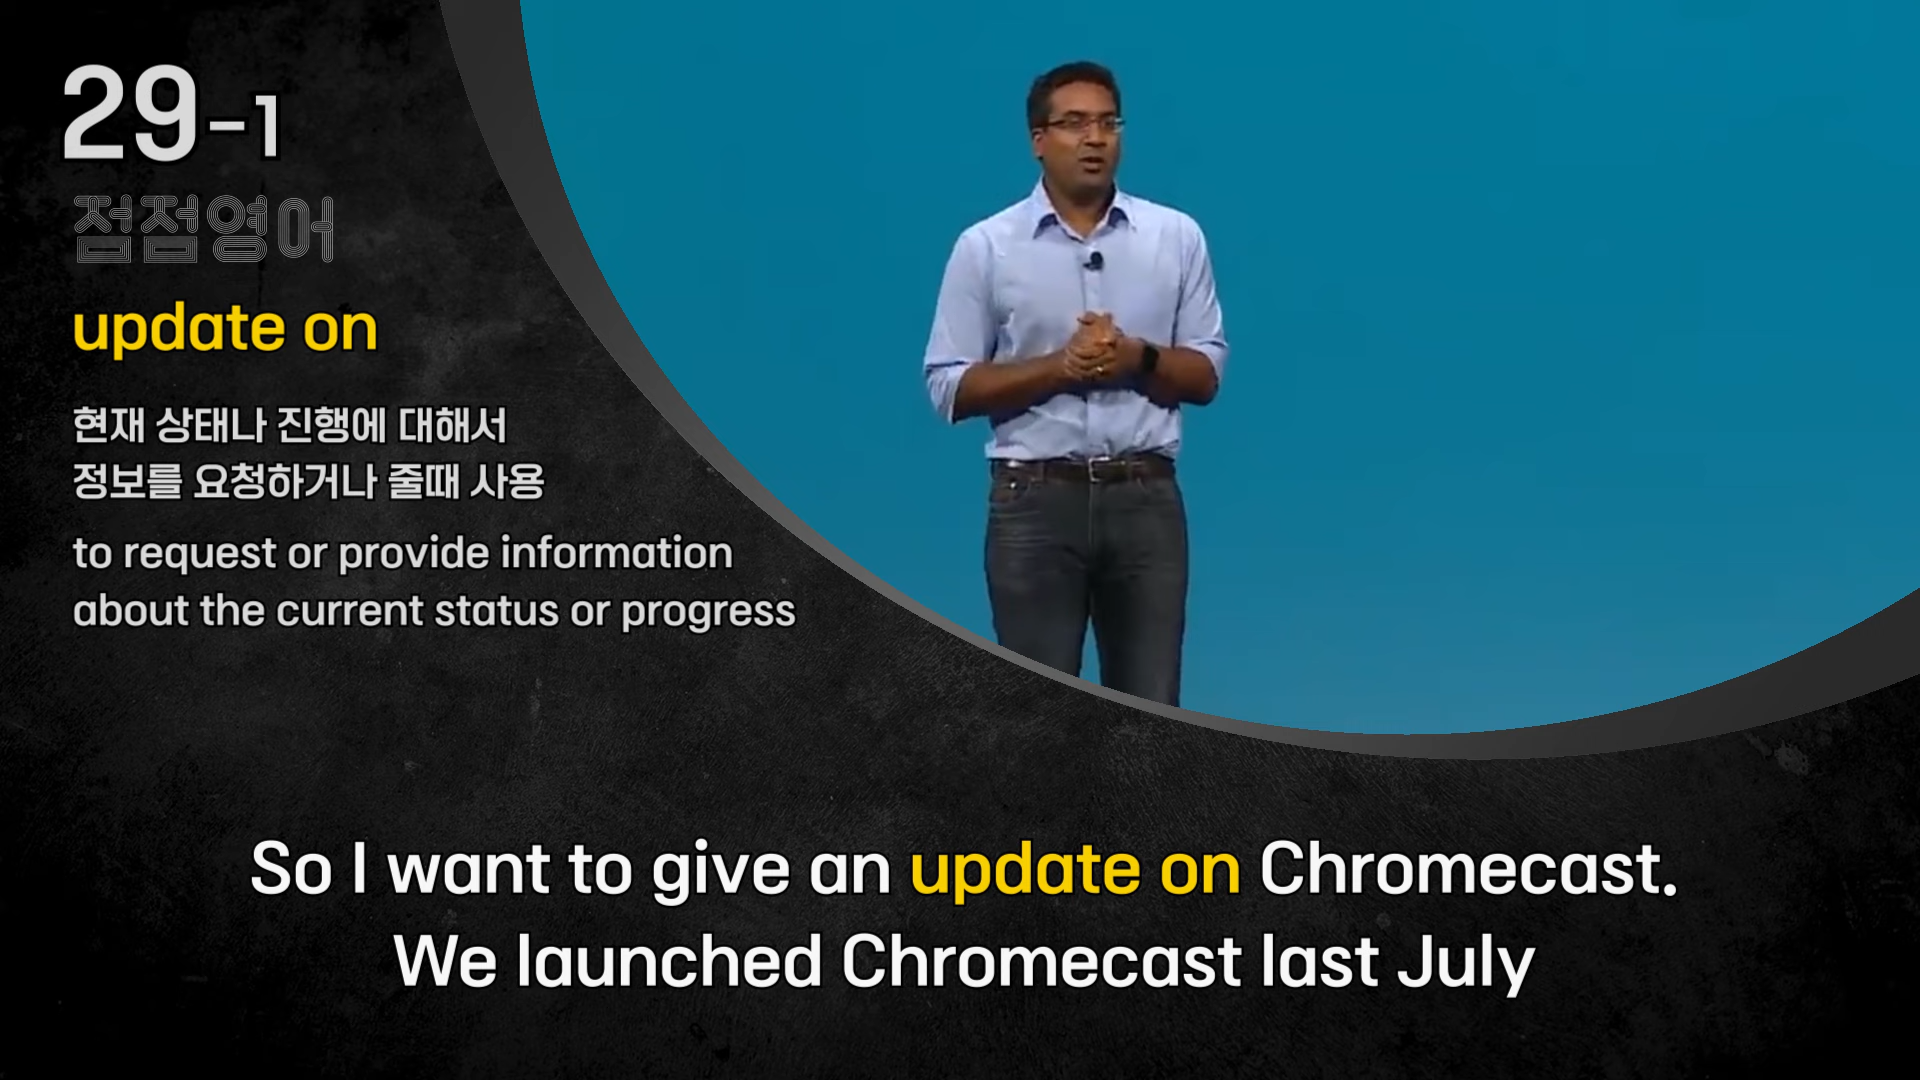 29-1
점점영어
update on
현재 상태나 진행에 대해서
정보를 요청하거나 줄때 사용
to request or provide information
about the current status or progress
So I want to give an update on Chromecast.
We launched Chromecast last July